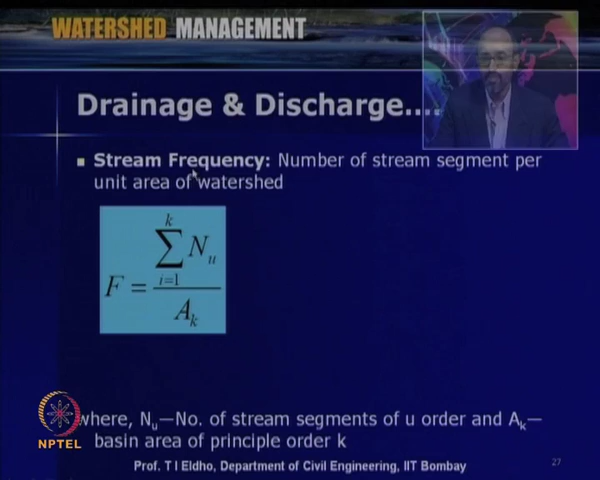 WATERSHED MANAGEMENT
Drainage & Discharge....
Stream Frequency: Number of stream segment per
unit area of watershed
F = \frac{\sum_{i=1}^{k} N_u}{A_k}
where, N_u—No. of stream segments of u order and A_k—
basin area of principle order k
NPTEL
Prof. T I Eldho, Department of Civil Engineering, IIT Bombay
27